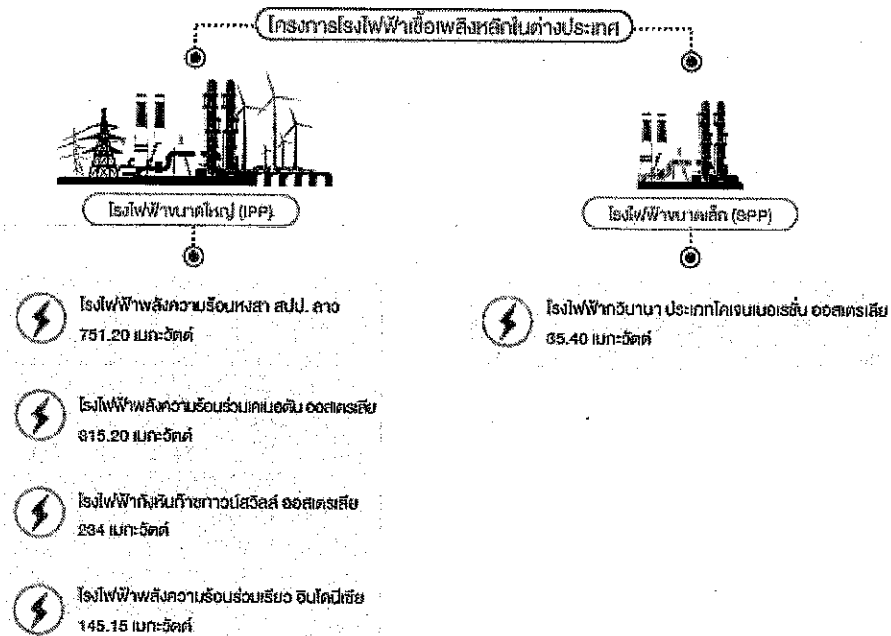 โครงการโรงไฟฟ้าเชื้อเพลิงหลักในต่างประเทศ
โรงไฟฟ้าขนาดใหญ่ (IPP)
โรงไฟฟ้าพลังความร้อนหงสา สปป. ลาว
751.20 เมกะวัตต์
โรงไฟฟ้าพลังความร้อนร่วมเคเมอตัน ออสเตรเลีย
315.20 เมกะวัตต์
โรงไฟฟ้ากังหันก๊าซทาวน์สวิลล์ ออสเตรเลีย
234 เมกะวัตต์
โรงไฟฟ้าพลังความร้อนร่วมเรียว อินโดนีเซีย
145.15 เมกะวัตต์
โรงไฟฟ้าขนาดเล็ก (SPP)
โรงไฟฟ้าทวินานา ประเภทโคเจนเนอเรชั่น ออสเตรเลีย
35.40 เมกะวัตต์